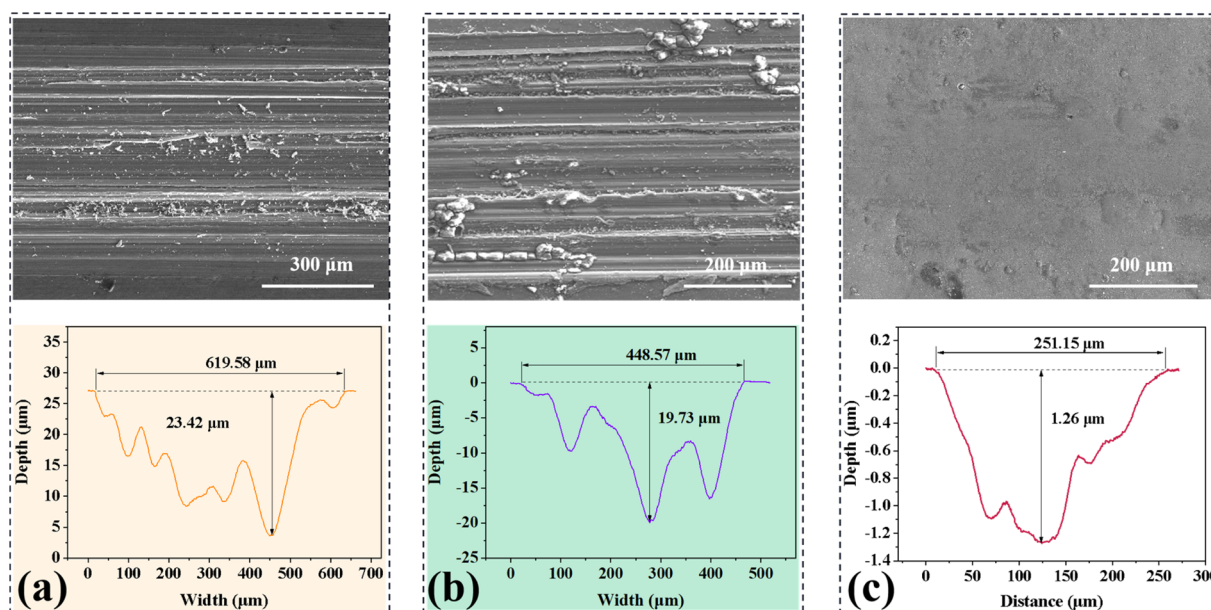 300 µm
200 µm
200 µm
619.58 µm
23.42 µm
Depth (µm)
35
30
25
20
15
10
5
0
0 100 200 300 400 500 600 700
Width (µm)
(a)
448.57 µm
19.73 µm
Depth (µm)
5
0
-5
-10
-15
-20
-25
0 100 200 300 400 500
Width (µm)
(b)
251.15 µm
1.26 µm
Depth (µm)
0.2
0.0
-0.2
-0.4
-0.6
-0.8
-1.0
-1.2
-1.4
0 50 100 150 200 250 300
Distance (µm)
(c)